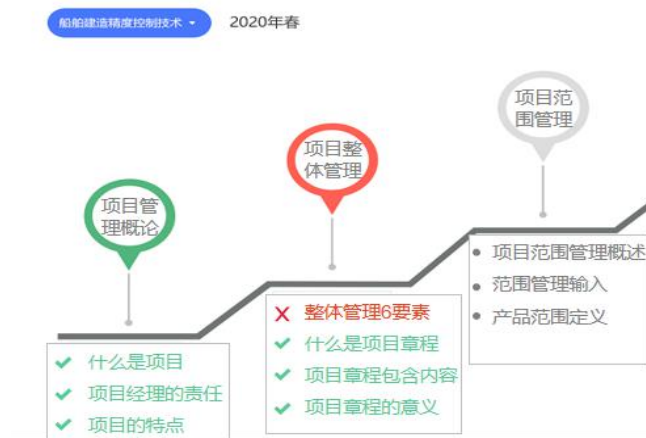 船舶建造精度控制技术
2020年春
项目范
围管理
项目整
体管理
项目管
理概论
项目范围管理概述
范围管理输入
产品范围定义
整体管理6要素
什么是项目章程
项目章程包含内容
项目章程的意义
什么是项目
项目经理的责任
项目的特点